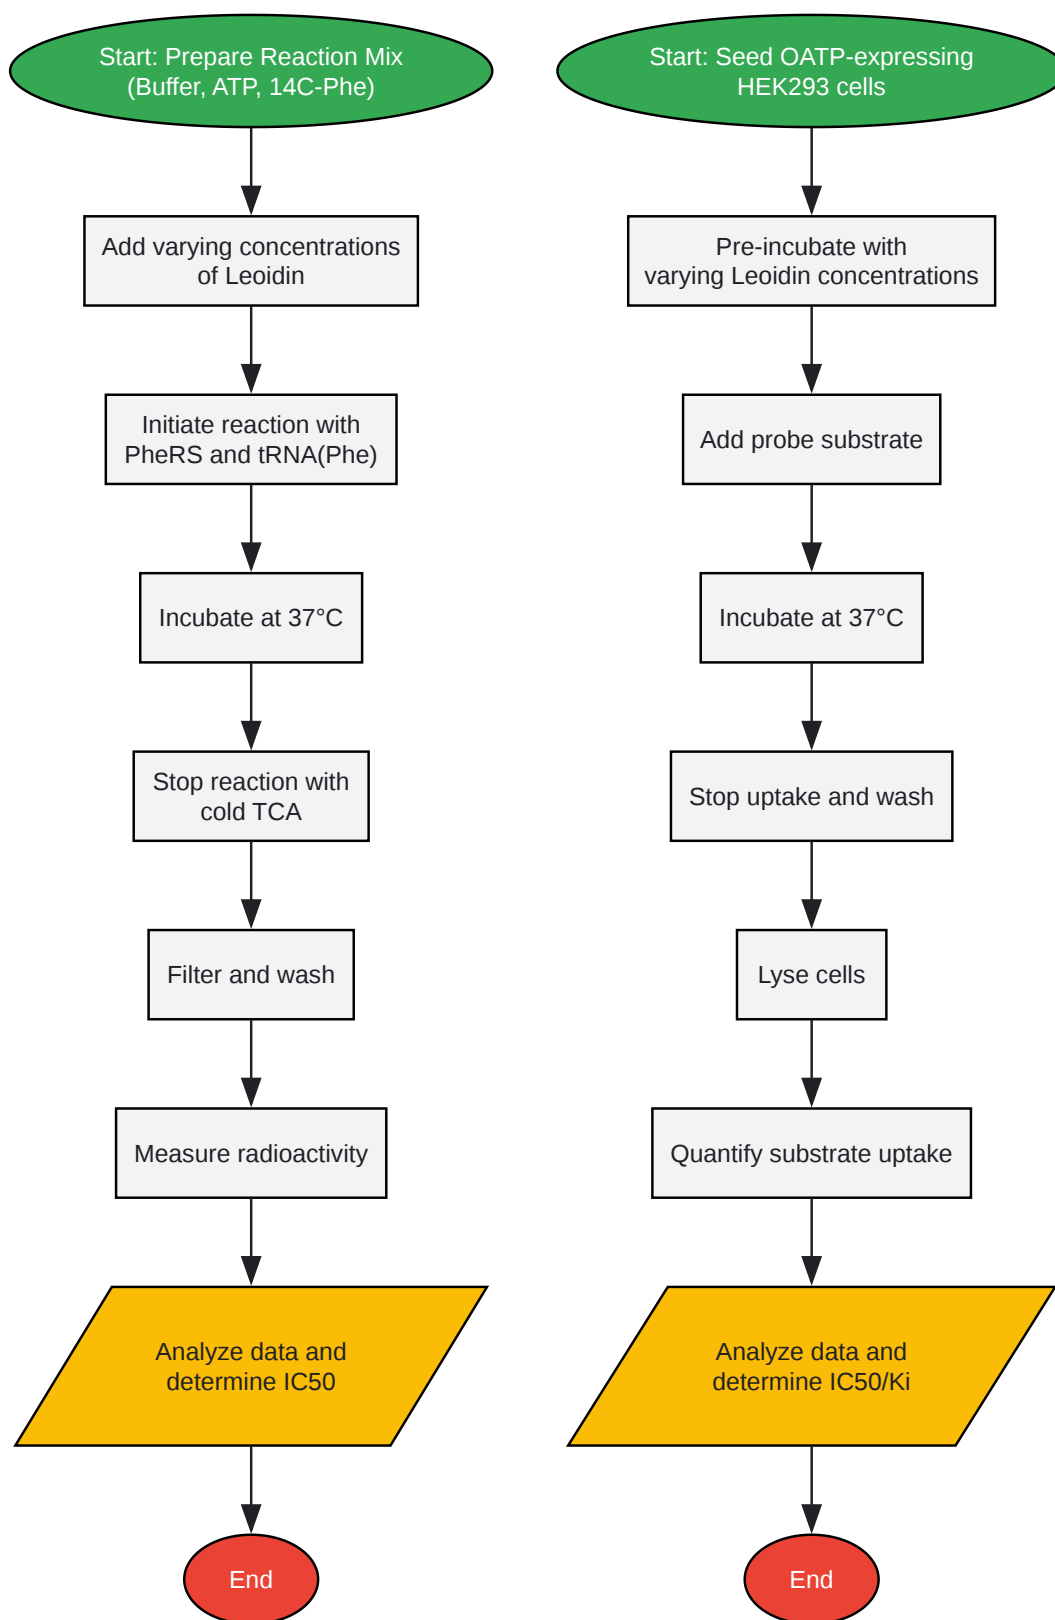 Start: Prepare Reaction Mix
(Buffer, ATP, 14C-Phe)
Add varying concentrations
of Leoidin
Initiate reaction with
PheRS and tRNA(Phe)
Incubate at 37°C
Stop reaction with
cold TCA
Filter and wash
Measure radioactivity
Analyze data and
determine IC50
End
Start: Seed OATP-expressing
HEK293 cells
Pre-incubate with
varying Leoidin concentrations
Add probe substrate
Incubate at 37°C
Stop uptake and wash
Lyse cells
Quantify substrate uptake
Analyze data and
determine IC50/Ki
End